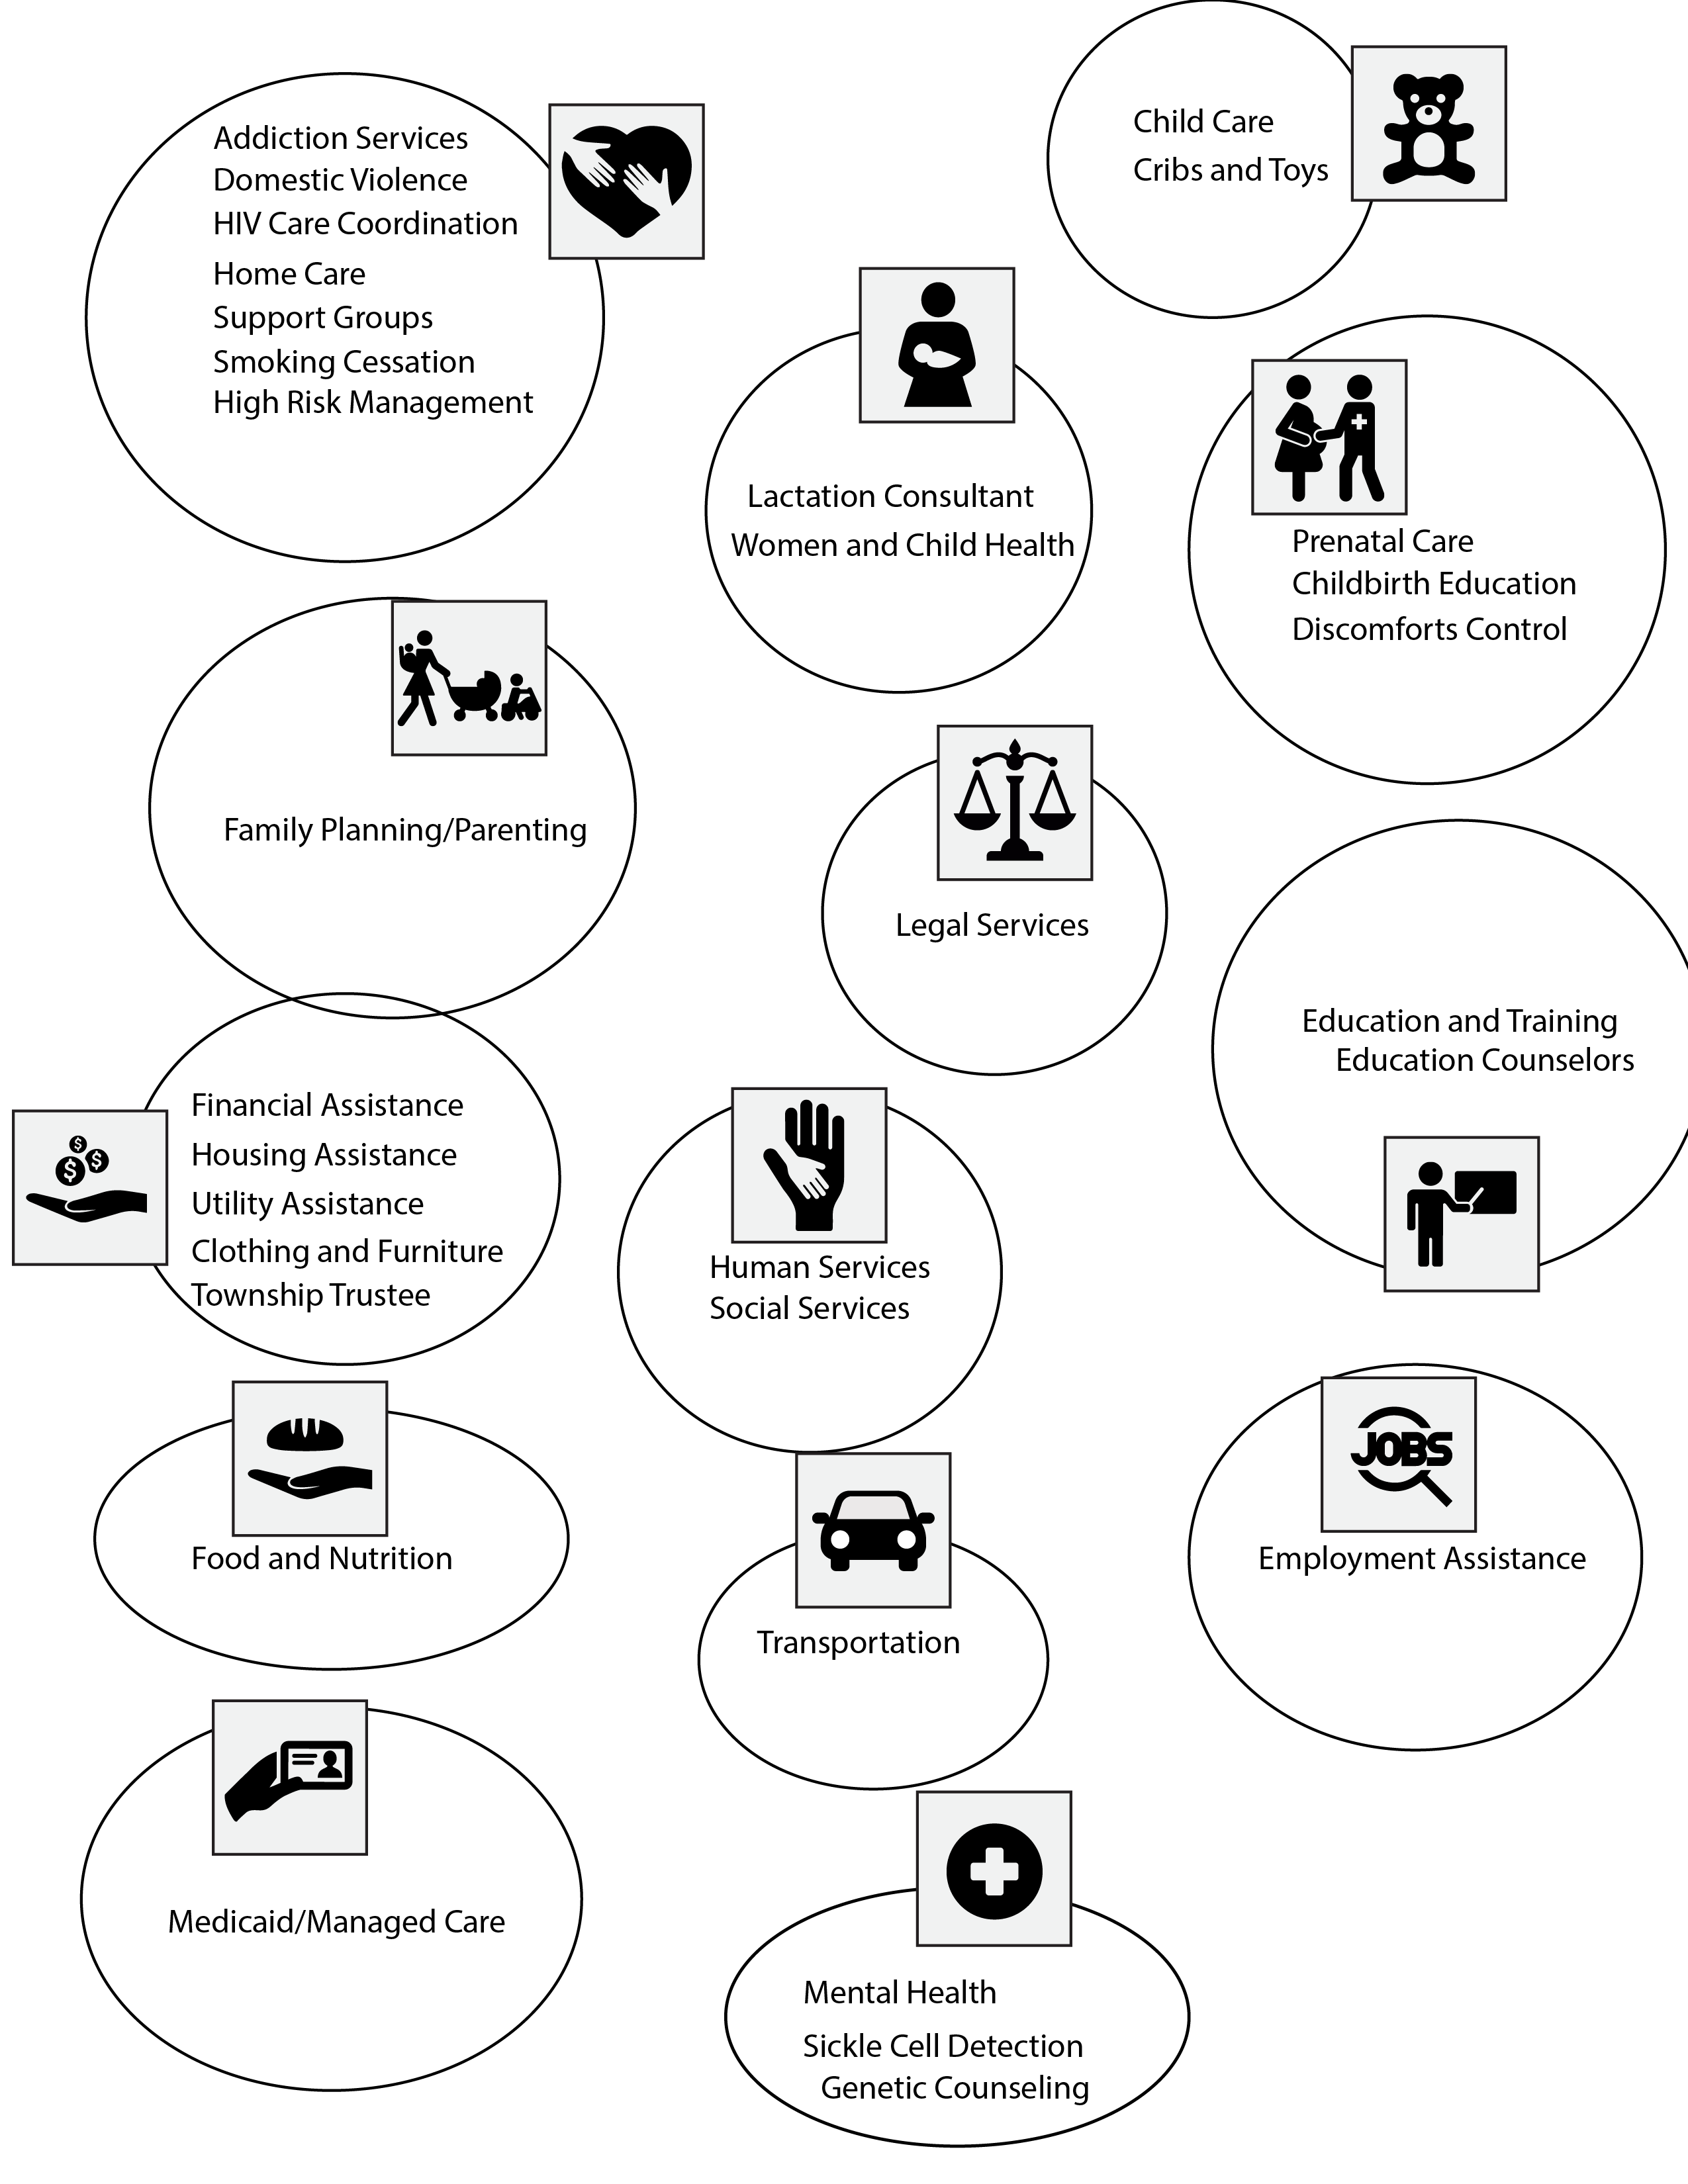 Addiction Services
Domestic Violence
HIV Care Coordination
Home Care
Support Groups
Smoking Cessation
High Risk Management
Child Care
Cribs and Toys
Lactation Consultant
Women and Child Health
Prenatal Care
Childbirth Education
Discomforts Control
Family Planning/Parenting
Legal Services
Education and Training
Education Counselors
$
$
$
Financial Assistance
Housing Assistance
Utility Assistance
Clothing and Furniture
Township Trustee
Human Services
Social Services
Food and Nutrition
JOBS
Employment Assistance
Transportation
Medicaid/Managed Care
Mental Health
Sickle Cell Detection
Genetic Counseling